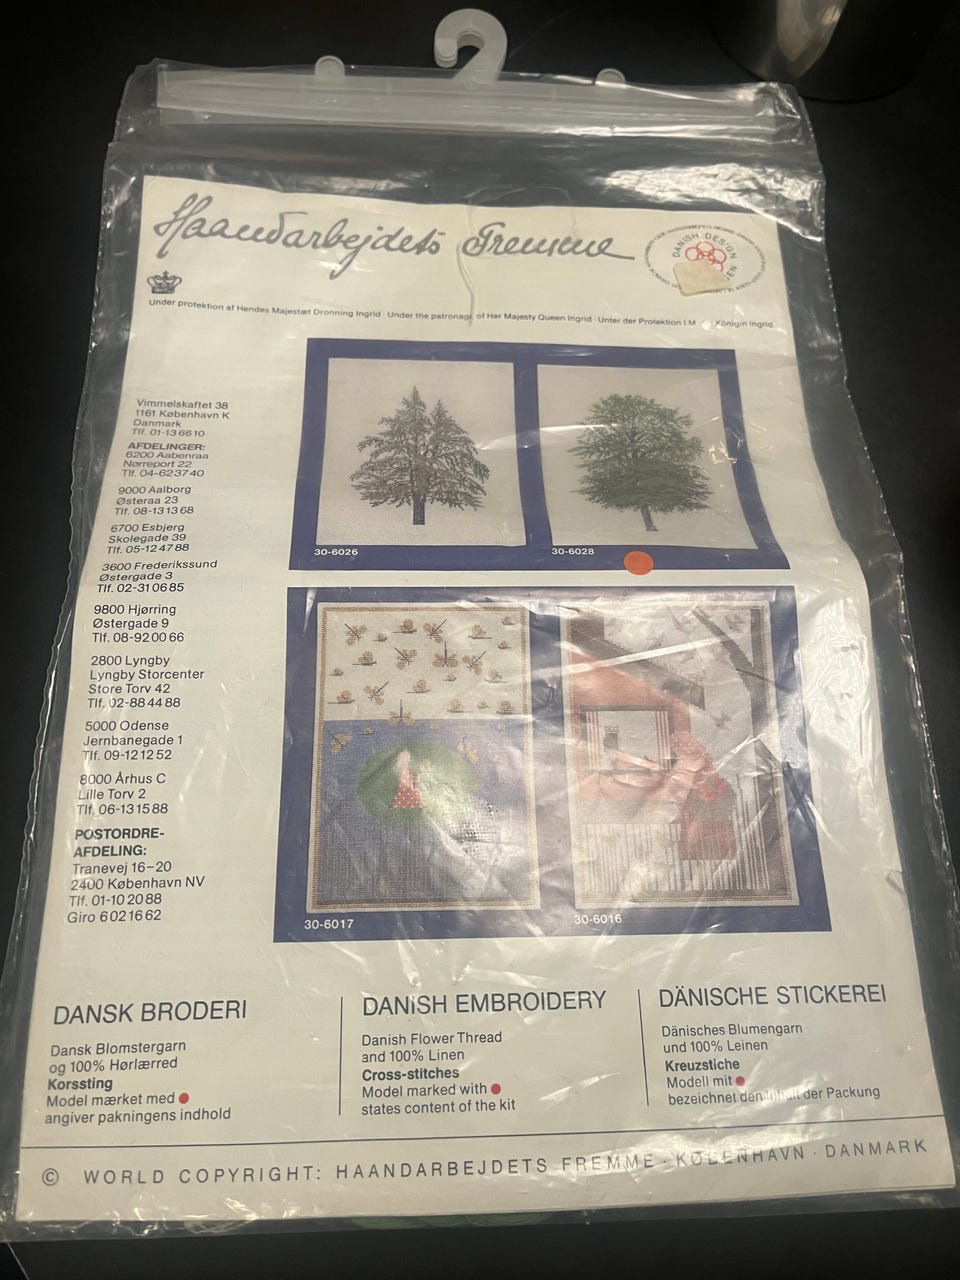 Haandarbejdets Fremme
DANISH DESIGN
Under protektion af Hendes Majestæt Dronning Ingrid · Under the patronage of Her Majesty Queen Ingrid · Unter der Protektion I.M Königin Ingrid
Vimmelskaftet 38
1161 København K
Danmark
Tlf. 01-13 66 10
AFDELINGER:
6200 Aabenraa
Nørreport 22
Tlf. 04-62 37 40
9000 Aalborg
Østeraa 23
Tlf. 08-13 13 68
6700 Esbjerg
Skolegade 39
Tlf. 05-12 47 88
3600 Frederikssund
Østergade 3
Tlf. 02-31 06 85
9800 Hjørring
Østergade 9
Tlf. 08-92 00 66
2800 Lyngby
Lyngby Storcenter
Store Torv 42
Tlf. 02-88 44 88
5000 Odense
Jernbanegade 1
Tlf. 09-12 12 52
8000 Århus C
Lille Torv 2
Tlf. 06-13 15 88
POSTORDRE-
AFDELING:
Tranevej 16–20
2400 København NV
Tlf. 01-10 20 88
Giro 6 02 16 62
30-6026
30-6028
30-6017
30-6016
DANSK BRODERI
Dansk Blomstergarn
og 100% Hørlærred
Korssting
Model mærket med
angiver pakningens indhold
DANISH EMBROIDERY
Danish Flower Thread
and 100% Linen
Cross-stitches
Model marked with
states content of the kit
DÄNISCHE STICKEREI
Dänisches Blumengarn
und 100% Leinen
Kreuzstiche
Modell mit
bezeichnet den Inhalt der Packung
© WORLD COPYRIGHT: HAANDARBEJDETS FREMME · KØBENHAVN · DANMARK